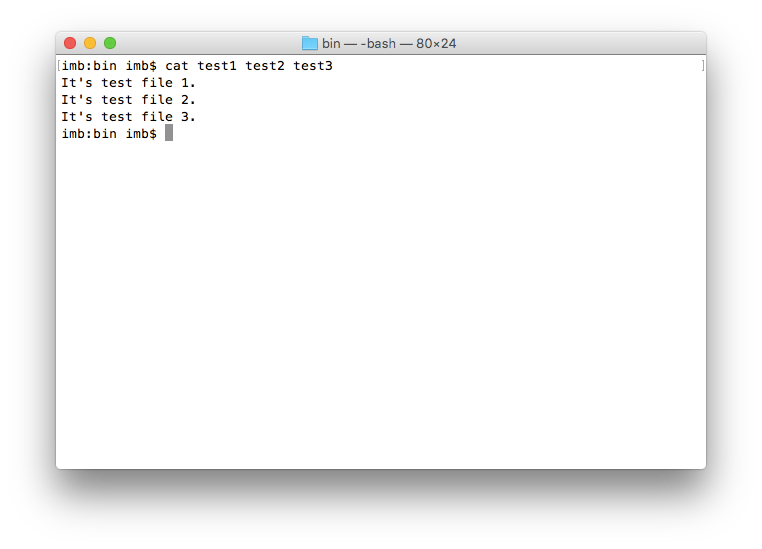 bin — -bash — 80×24
[imb:bin imb$ cat test1 test2 test3 ]
It's test file 1.
It's test file 2.
It's test file 3.
imb:bin imb$